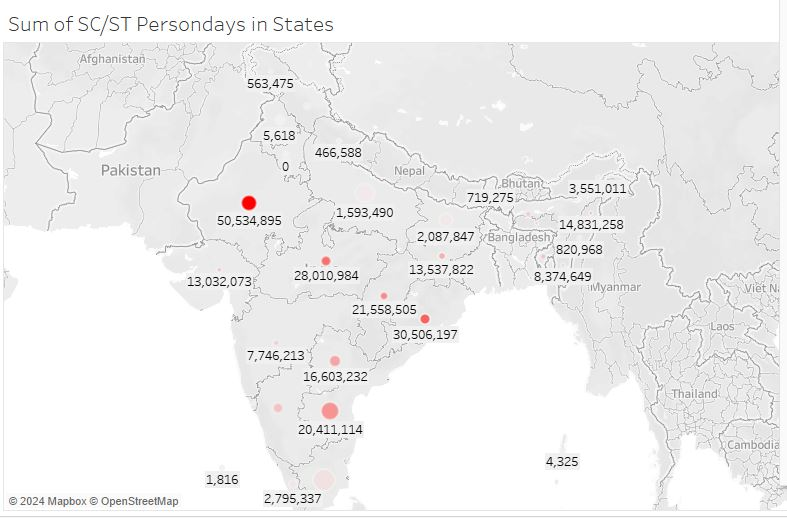 Sum of SC/ST Persondays in States
Afghanistan
563,475
5,618
466,588
0
Pakistan
Nepal
Bhutan
3,551,011
719,275
50,534,895
1,593,490
14,831,258
2,087,847
Bangladesh
820,968
13,537,822
28,010,984
8,374,649
13,032,073
Myanmar
Viet Na
21,558,505
Laos
30,506,197
7,746,213
16,603,232
Thailand
20,411,114
Cambodia
4,325
1,816
2,795,337
© 2024 Mapbox © OpenStreetMap